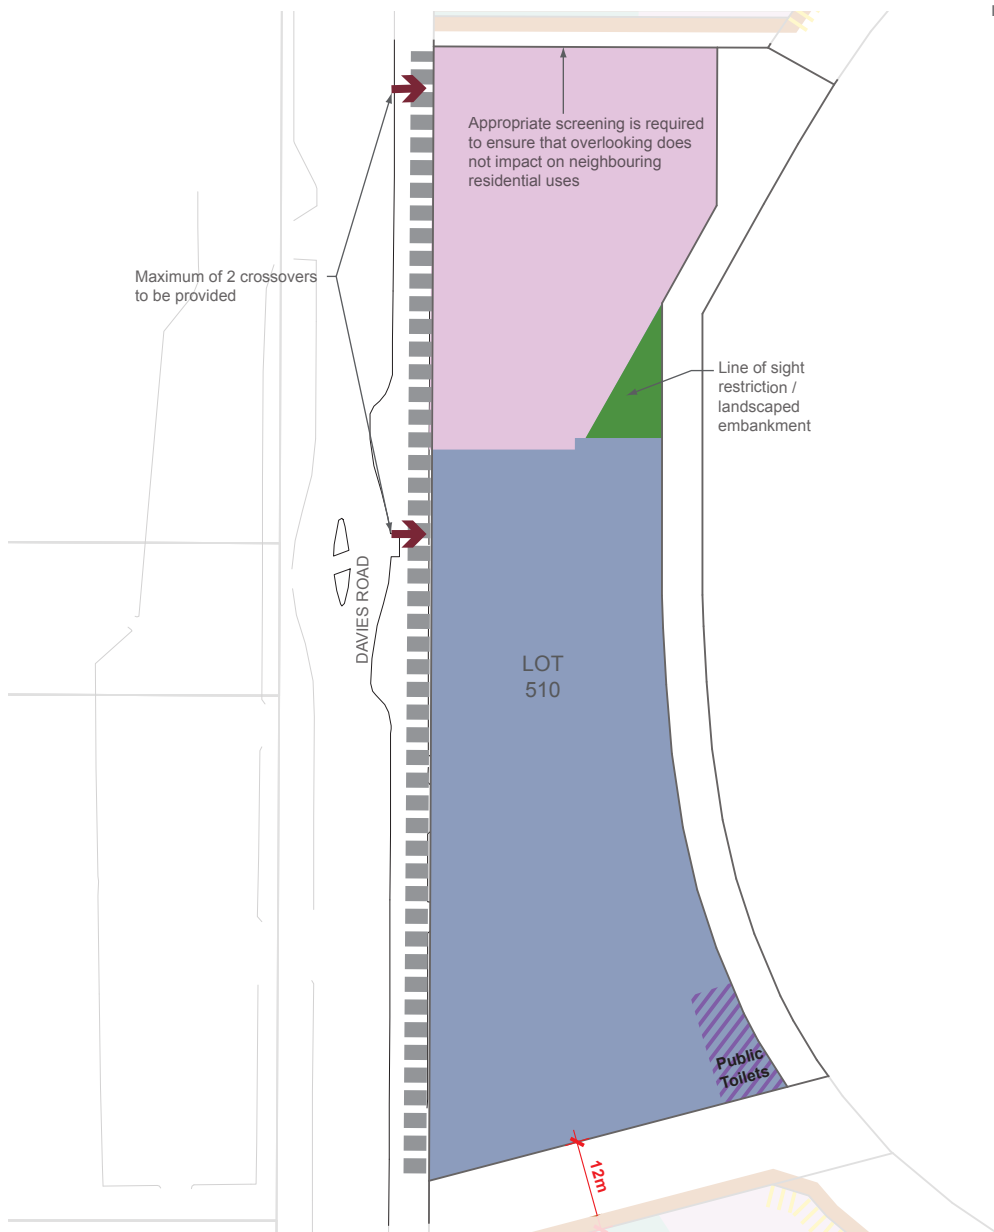 Appropriate screening is required
to ensure that overlooking does
not impact on neighbouring
residential uses
Maximum of 2 crossovers
to be provided
Line of sight
restriction /
landscaped
embankment
DAVIES ROAD
LOT
510
Public
Toilets
12m